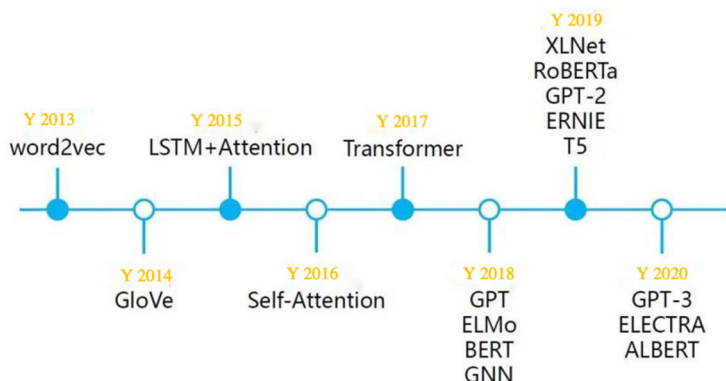 Y 2013
word2vec
Y 2014
GloVe
Y 2015
LSTM+Attention
Y 2016
Self-Attention
Y 2017
Transformer
Y 2018
GPT
ELMo
BERT
GNN
Y 2019
XLNet
RoBERTa
GPT-2
ERNIE
T5
Y 2020
GPT-3
ELECTRA
ALBERT